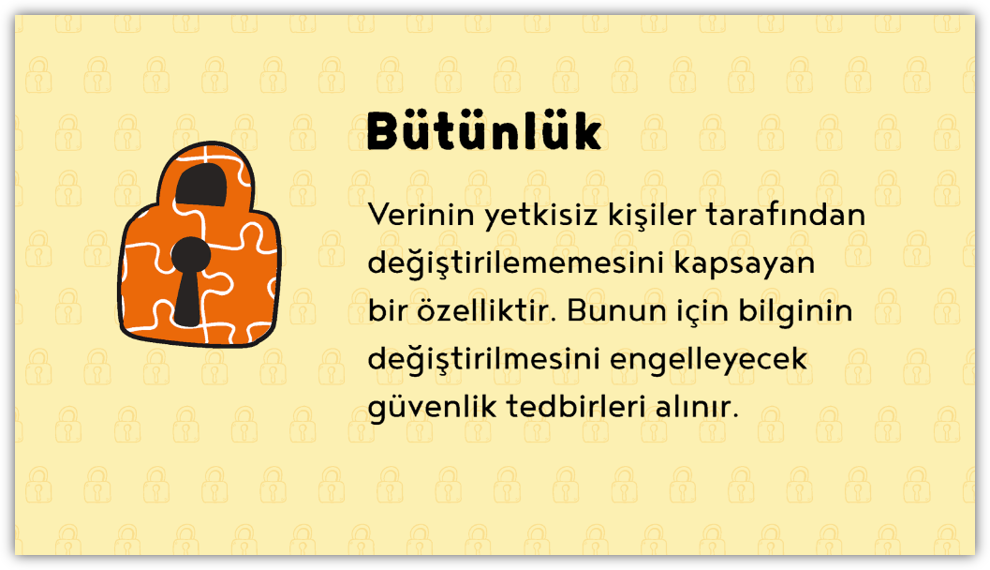 Bütünlük
Verinin yetkisiz kişiler tarafından
değiştirilememesini kapsayan
bir özelliktir. Bunun için bilginin
değiştirilmesini engelleyecek
güvenlik tedbirleri alınır.